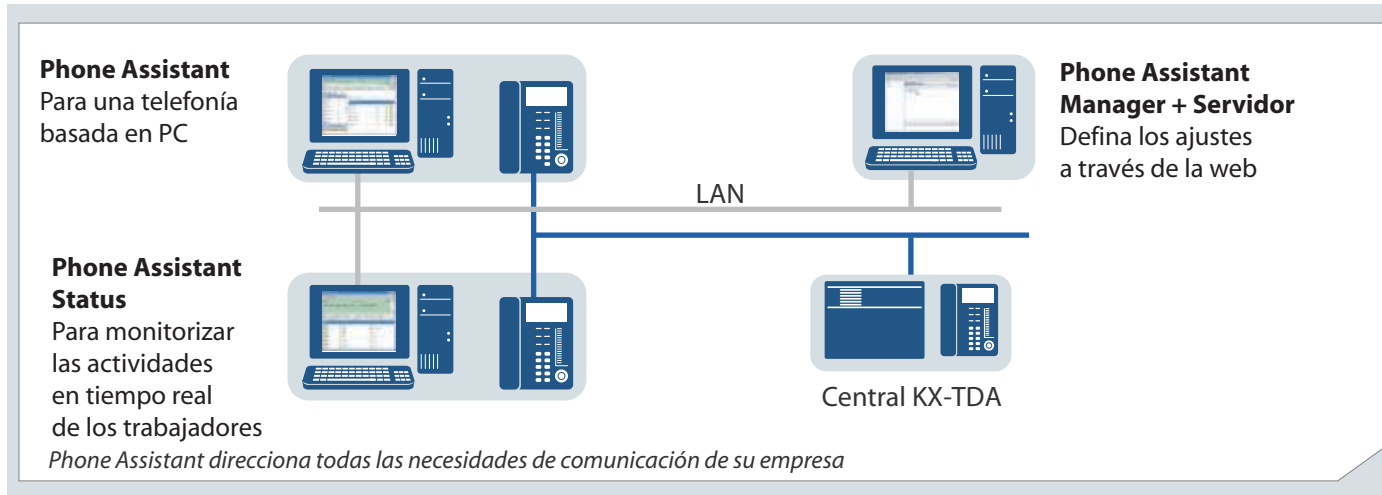 Phone Assistant
Para una telefonía
basada en PC
Phone Assistant
Manager + Servidor
Defina los ajustes
a través de la web
LAN
Phone Assistant
Status
Para monitorizar
las actividades
en tiempo real
de los trabajadores
Central KX-TDA
Phone Assistant direcciona todas las necesidades de comunicación de su empresa